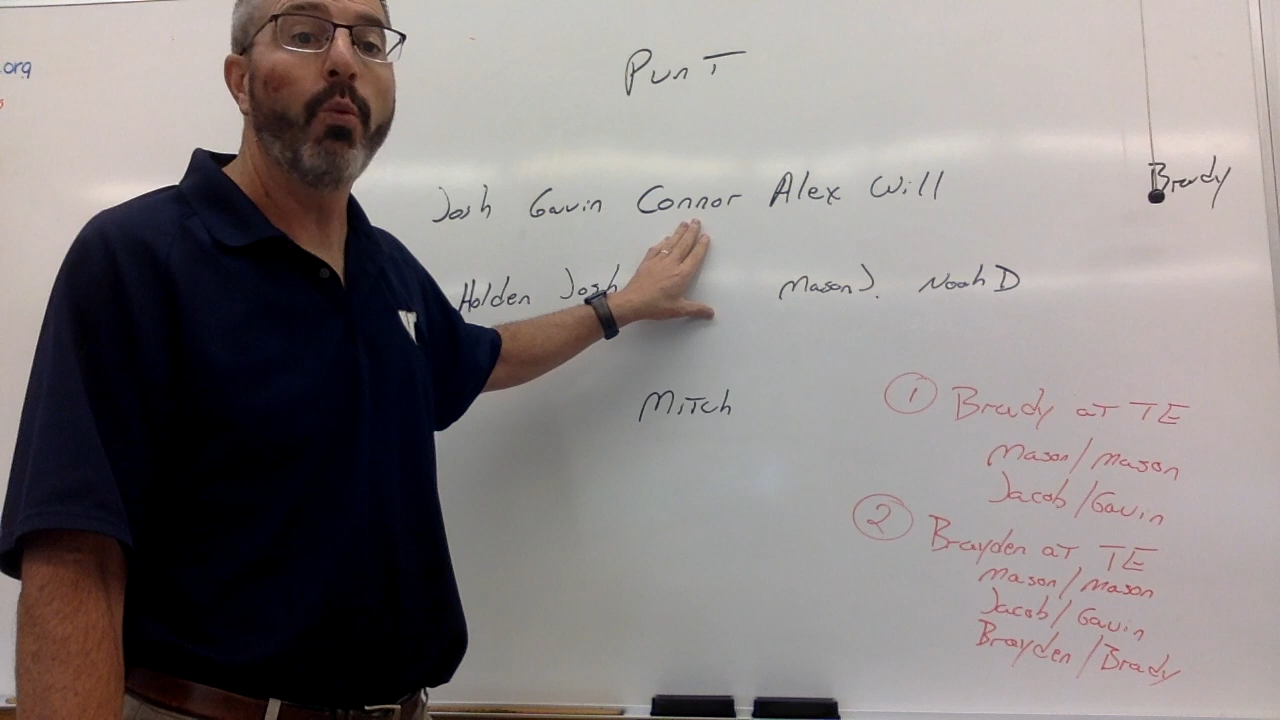 .org
Punt
Josh Gavin Connor Alex Will Brady
Holden Josh Mason J. Noah D
Mitch
① Brady at TE
Mason/Mason
Jacob/Gavin
② Brayden at TE
Mason/Mason
Jacob/Gavin
Brayden/Brady